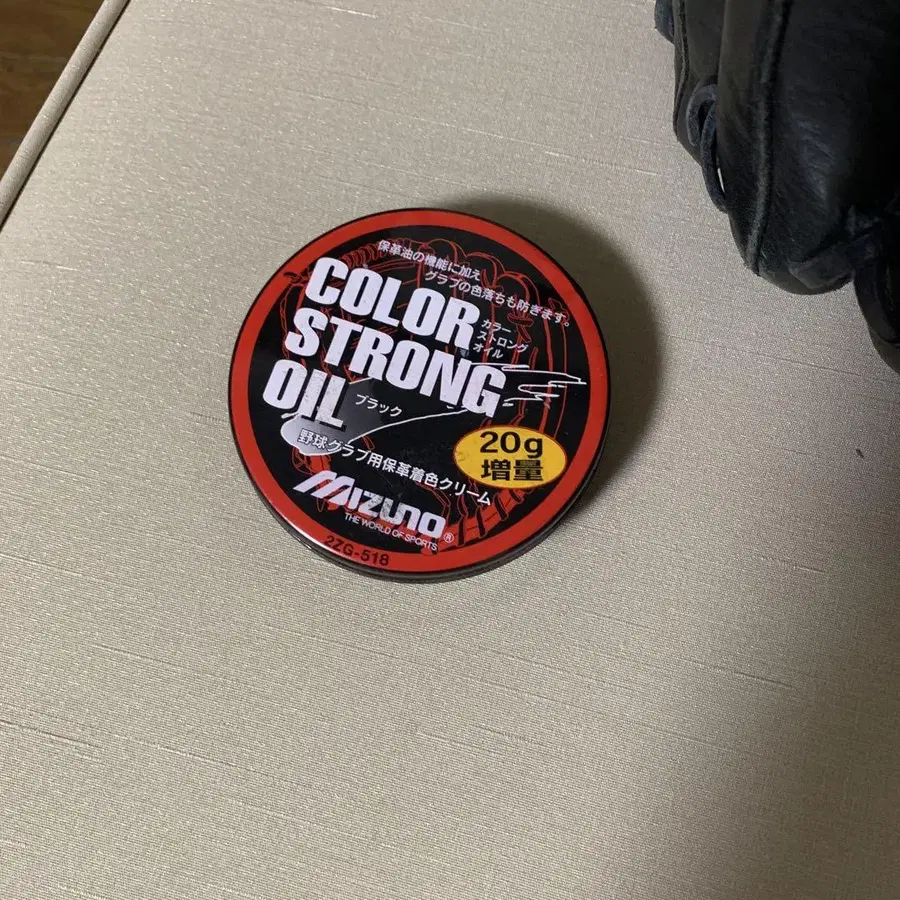 保革油の機能に加え
グラブの色落ちも防ぎます。
COLOR
STRONG
OIL
カラー
ストロング
オイル
ブラック
野球グラブ用保革着色クリーム
20g
増量
MIZUNO®
THE WORLD OF SPORTS
2ZG-518